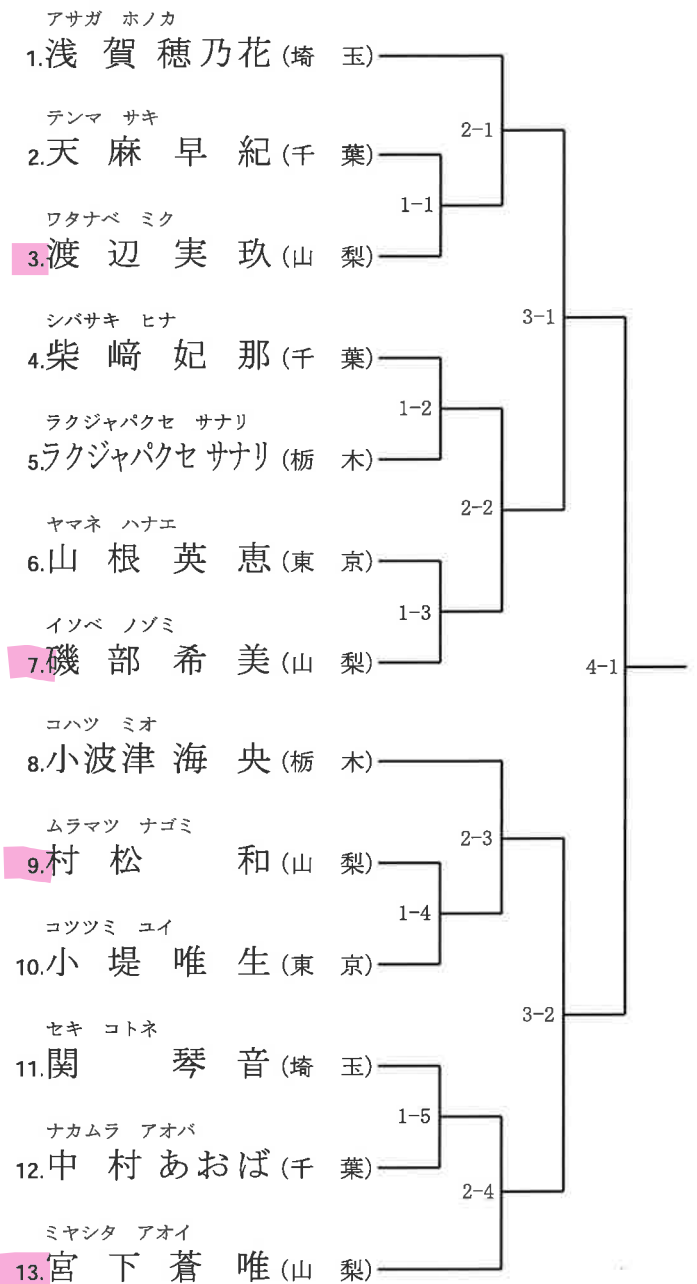 アサガ ホノカ
1.浅賀穂乃花(埼玉)
2-1
テンマ サキ
2.天麻早紀(千葉)
1-1
ワタナベ ミク
3.渡辺実玖(山梨)
3-1
シバサキ ヒナ
4.柴﨑妃那(千葉)
1-2
ラクジャパクセ サナリ
5.ラクジャパクセ サナリ(栃木)
2-2
ヤマネ ハナエ
6.山根英恵(東京)
1-3
イソベ ノゾミ
7.磯部希美(山梨)
4-1
コハツ ミオ
8.小波津海央(栃木)
2-3
ムラマツ ナゴミ
9.村松 和(山梨)
1-4
コツツミ ユイ
10.小堤唯生(東京)
3-2
セキ コトネ
11.関 琴音(埼玉)
1-5
ナカムラ アオバ
12.中村あおば(千葉)
2-4
ミヤシタ アオイ
13.宮下蒼唯(山梨)